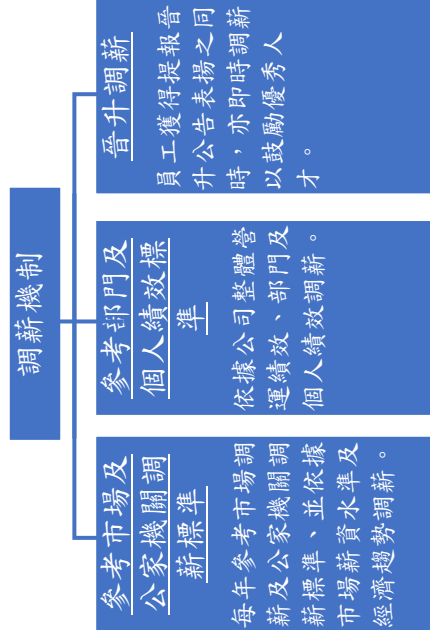 調薪機制
參考市場及
公家機關調
薪標準
每年參考市場調
薪及公家機關調
薪標準、並依據
市場薪資水準及
經濟趨勢調薪。
參考部門及
個人績效標
準
依據公司整體營
運績效、部門及
個人績效調薪。
晉升調薪
員工獲得提報晉
升公告表揚之同
時，亦即時調薪
以鼓勵優秀人
才。